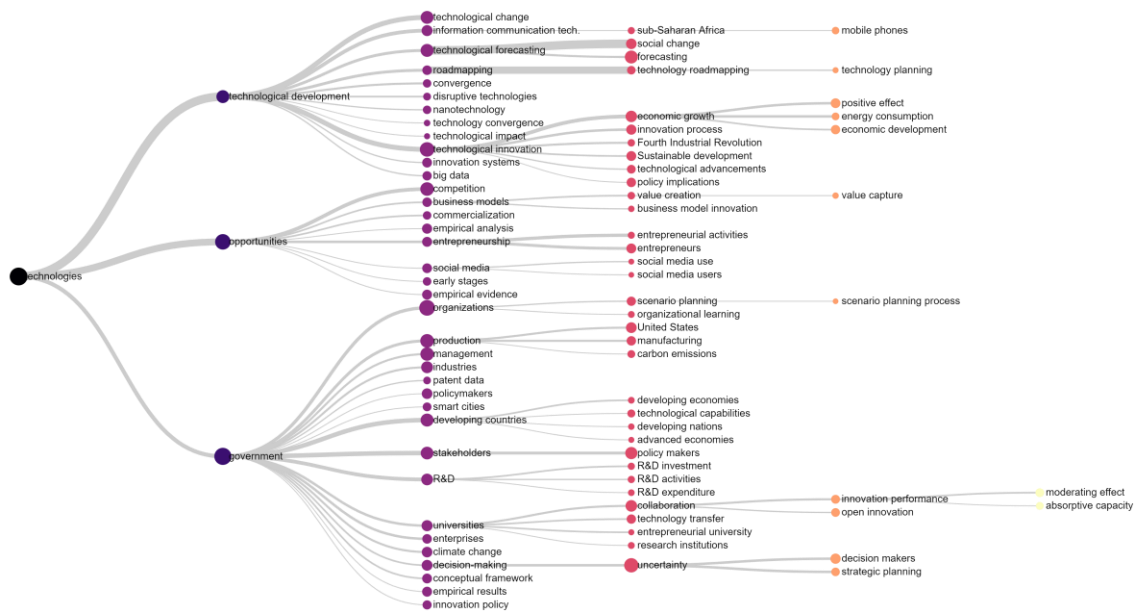 technological change
information communication tech.
sub-Saharan Africa
mobile phones
technological forecasting
social change
forecasting
roadmapping
technology roadmapping
technology planning
convergence
technological development
disruptive technologies
nanotechnology
positive effect
technology convergence
economic growth
energy consumption
technological impact
innovation process
economic development
technological innovation
Fourth Industrial Revolution
innovation systems
Sustainable development
big data
technological advancements
competition
policy implications
business models
value creation
value capture
commercialization
business model innovation
empirical analysis
opportunities
entrepreneurship
entrepreneurial activities
entrepreneurs
social media
social media use
technologies
early stages
social media users
empirical evidence
organizations
scenario planning
scenario planning process
organizational learning
United States
production
manufacturing
management
carbon emissions
industries
patent data
policymakers
smart cities
developing economies
developing countries
technological capabilities
developing nations
advanced economies
government
stakeholders
policy makers
R&D investment
R&D
R&D activities
R&D expenditure
moderating effect
innovation performance
collaboration
absorptive capacity
open innovation
universities
technology transfer
enterprises
entrepreneurial university
climate change
research institutions
decision-making
uncertainty
decision makers
conceptual framework
strategic planning
empirical results
innovation policy